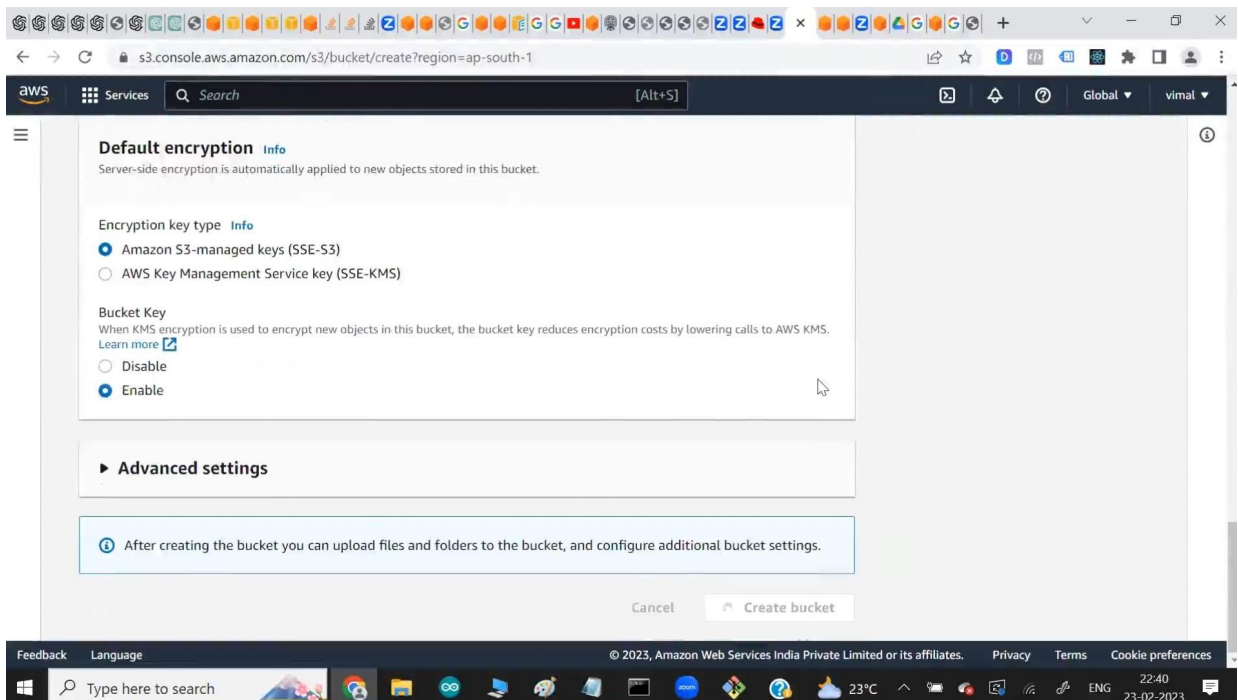 s3.console.aws.amazon.com/s3/bucket/create?region=ap-south-1
aws
Services
Search
[Alt+S]
Global
vimal
Default encryption Info
Server-side encryption is automatically applied to new objects stored in this bucket.
Encryption key type Info
Amazon S3-managed keys (SSE-S3)
AWS Key Management Service key (SSE-KMS)
Bucket Key
When KMS encryption is used to encrypt new objects in this bucket, the bucket key reduces encryption costs by lowering calls to AWS KMS.
Learn more
Disable
Enable
Advanced settings
After creating the bucket you can upload files and folders to the bucket, and configure additional bucket settings.
Cancel
Create bucket
Feedback
Language
© 2023, Amazon Web Services India Private Limited or its affiliates.
Privacy
Terms
Cookie preferences
Type here to search
zoom
23°C
ENG
22:40
23-02-2023